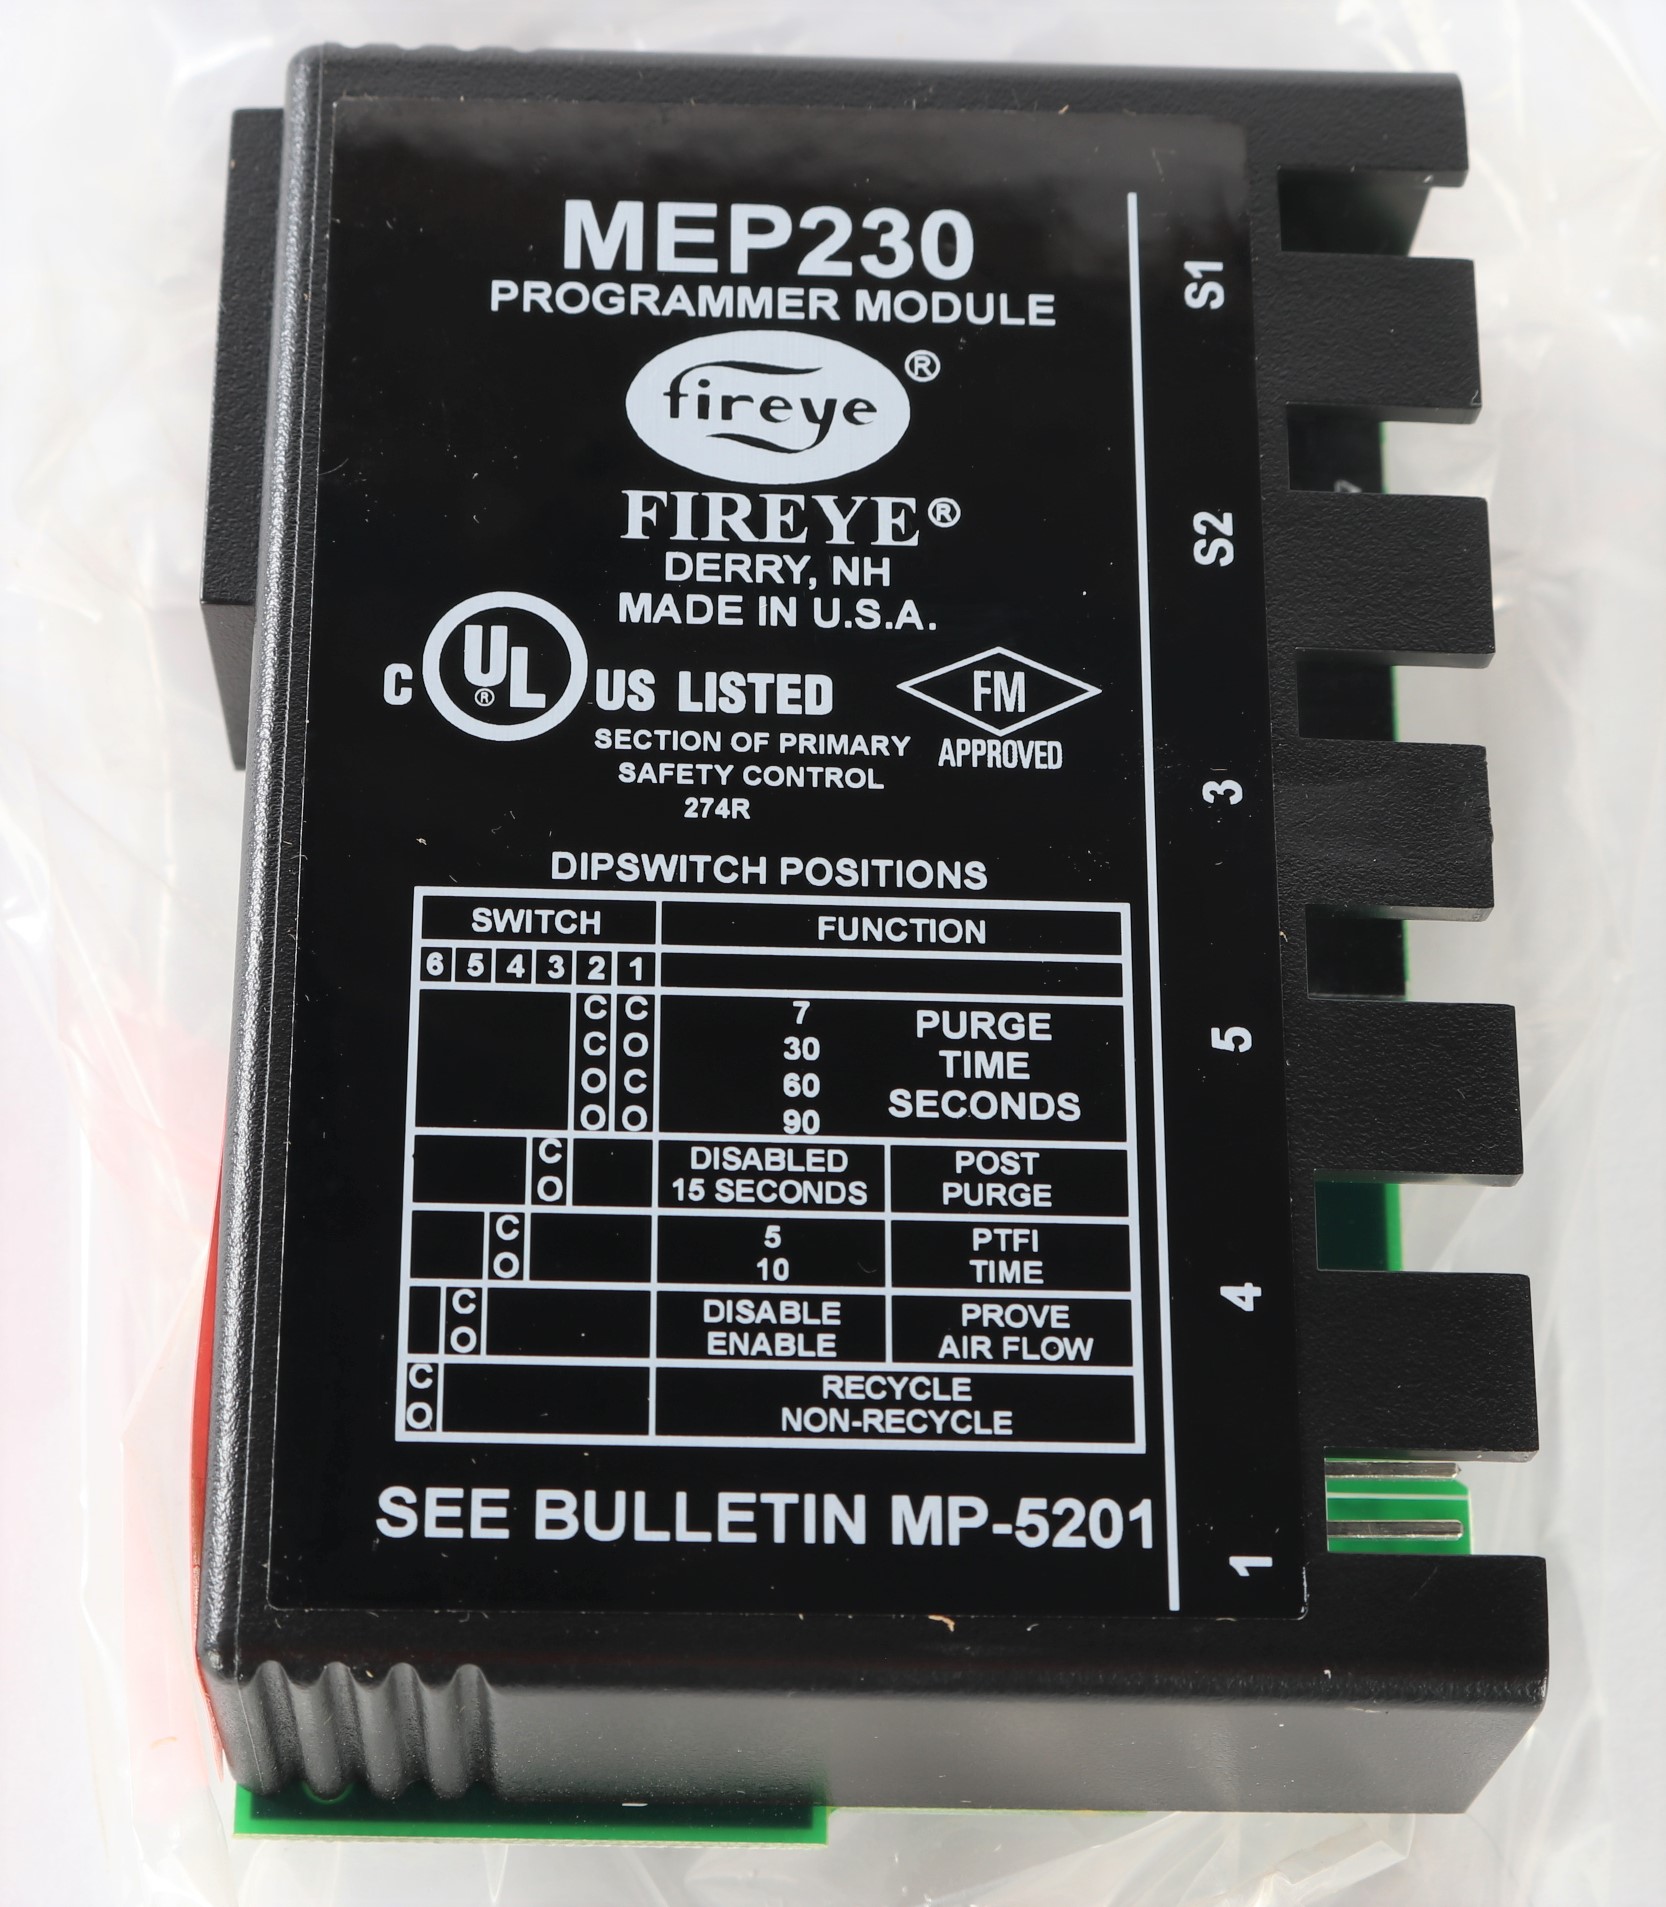 MEP230
PROGRAMMER MODULE
fireye ®
FIREYE®
DERRY, NH
MADE IN U.S.A.
C UL ® US LISTED
FM
APPROVED
SECTION OF PRIMARY
SAFETY CONTROL
274R
DIPSWITCH POSITIONS
SWITCH FUNCTION
6 5 4 3 2 1
C C 7
C O 30
O C 60
O O 90
PURGE
TIME
SECONDS
C DISABLED POST
O 15 SECONDS PURGE
C 5 PTFI
O 10 TIME
C DISABLE PROVE
O ENABLE AIR FLOW
C RECYCLE
O NON-RECYCLE
SEE BULLETIN MP-5201
S1
S2
3
5
4
1